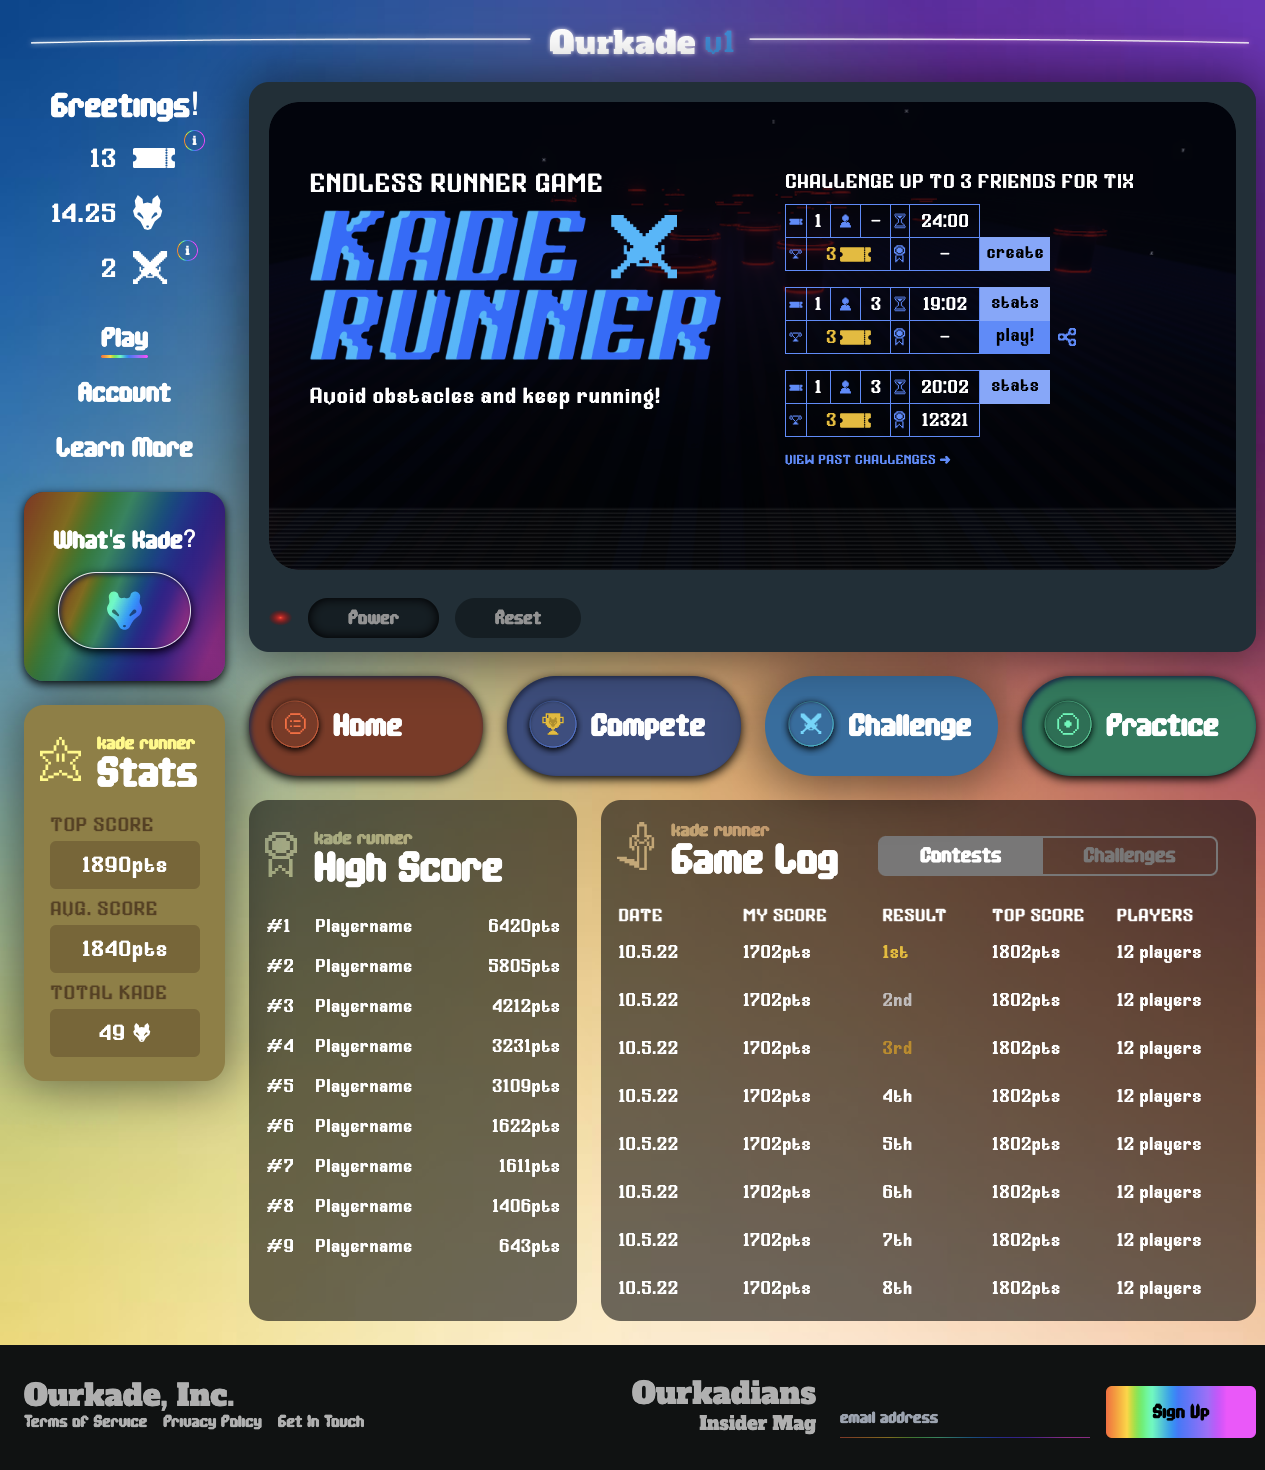 Ourkade v1
Greetings!
13
i
14.25
2
i
Play
Account
Learn More
What's Kade?
kade runner
Stats
TOP SCORE
1890pts
AVG. SCORE
1840pts
TOTAL KADE
49
ENDLESS RUNNER GAME
KADE
RUNNER
Avoid obstacles and keep running!
CHALLENGE UP TO 3 FRIENDS FOR TIX
1 – 24:00
3 – create
1 3 19:02 stats
3 – play!
1 3 20:02 stats
3 12321
VIEW PAST CHALLENGES ➜
Power Reset
Home Compete Challenge Practice
kade runner
High Score
#1 Playername 6420pts
#2 Playername 5805pts
#3 Playername 4212pts
#4 Playername 3231pts
#5 Playername 3109pts
#6 Playername 1622pts
#7 Playername 1611pts
#8 Playername 1406pts
#9 Playername 643pts
kade runner
Game Log
Contests Challenges
DATE MY SCORE RESULT TOP SCORE PLAYERS
10.5.22 1702pts 1st 1802pts 12 players
10.5.22 1702pts 2nd 1802pts 12 players
10.5.22 1702pts 3rd 1802pts 12 players
10.5.22 1702pts 4th 1802pts 12 players
10.5.22 1702pts 5th 1802pts 12 players
10.5.22 1702pts 6th 1802pts 12 players
10.5.22 1702pts 7th 1802pts 12 players
10.5.22 1702pts 8th 1802pts 12 players
Ourkade, Inc.
Terms of Service Privacy Policy Get In Touch
Ourkadians
Insider Mag
email address
Sign Up